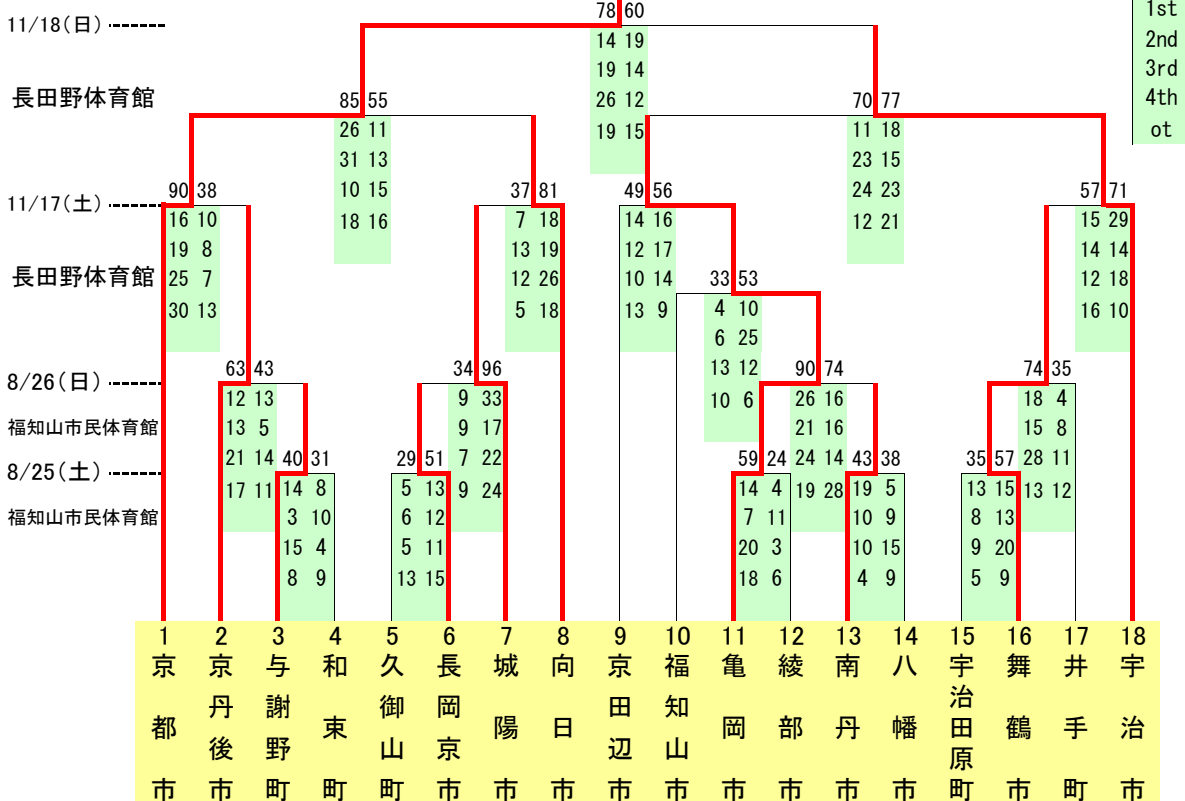 78 60
1st
11/18(日)
14 19
2nd
19 14
3rd
長田野体育館
85 55
26 12
70 77
4th
26 11
19 15
11 18
ot
31 13
23 15
10 15
24 23
18 16
12 21
11/17(土)
90 38
37 81
49 56
57 71
16 10
7 18
14 16
15 29
19 8
13 19
12 17
14 14
長田野体育館
25 7
12 26
10 14
33 53
12 18
30 13
5 18
13 9
4 10
16 10
6 25
13 12
10 6
8/26(日)
63 43
34 96
90 74
74 35
12 13
9 33
26 16
18 4
福知山市民体育館
13 5
9 17
21 16
15 8
21 14
7 22
24 14
28 11
17 11
9 24
19 28
13 12
8/25(土)
40 31
29 51
59 24
43 38
35 57
14 8
5 13
14 4
19 5
13 15
福知山市民体育館
3 10
6 12
7 11
10 9
8 13
15 4
5 11
20 3
10 15
9 20
8 9
13 15
18 6
4 9
5 9
1 2 3 4 5 6 7 8 9 10 11 12 13 14 15 16 17 18
京都市
京丹後市
与謝野町
和東町
久御山町
長岡京市
城陽市
向日市
京田辺市
福知山市
亀岡市
綾部市
南丹市
八幡市
宇治田原町
舞鶴市
井手町
宇治市